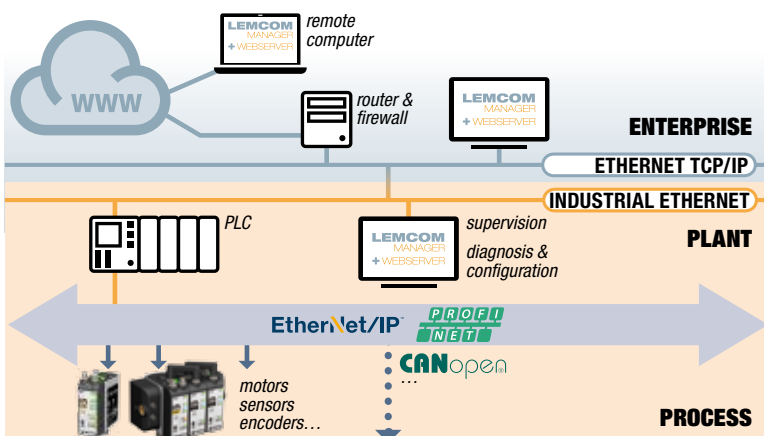 LEMCOM
MANAGER
+ WEBSERVER
remote
computer
WWW
router &
firewall
LEMCOM
MANAGER
+ WEBSERVER
ENTERPRISE
ETHERNET TCP/IP
INDUSTRIAL ETHERNET
PLC
LEMCOM
MANAGER
+ WEBSERVER
supervision
diagnosis &
configuration
PLANT
EtherNet/IP™
PROFI
NET
CANopen®
...
motors
sensors
encoders...
PROCESS